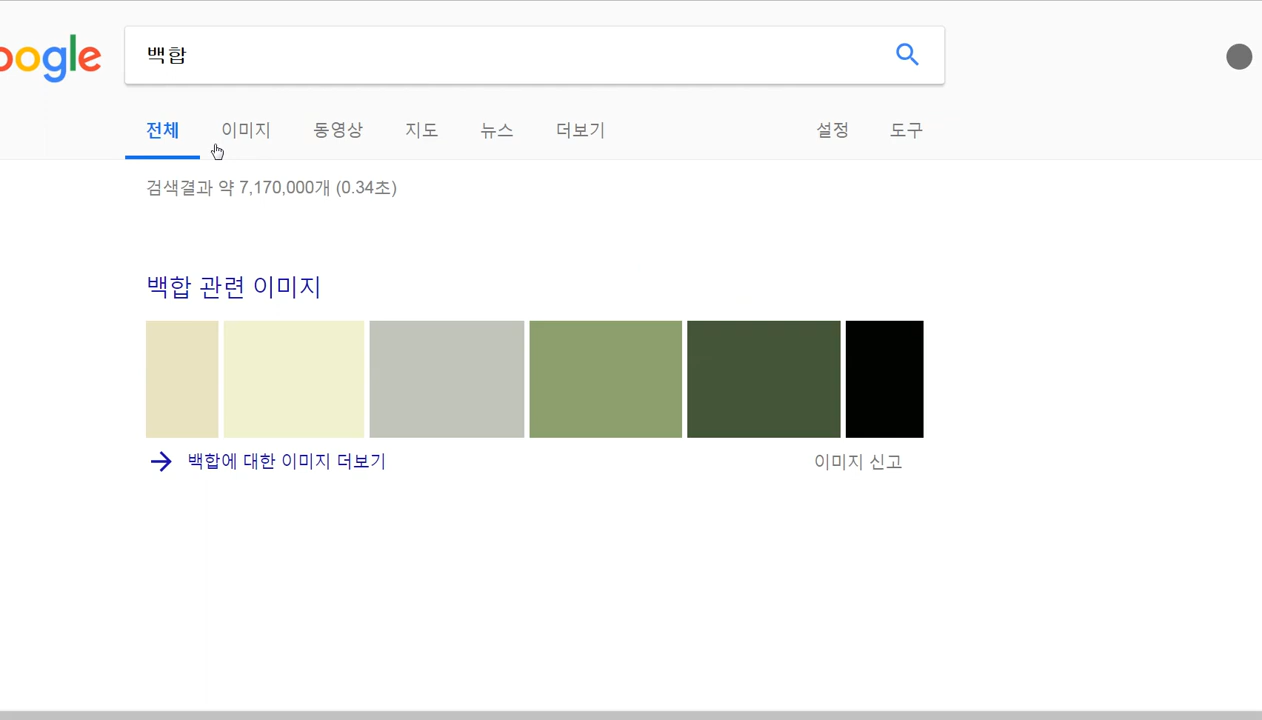 oogle
백합
전체 이미지 동영상 지도 뉴스 더보기 설정 도구
검색결과 약 7,170,000개 (0.34초)
백합 관련 이미지
백합에 대한 이미지 더보기 이미지 신고